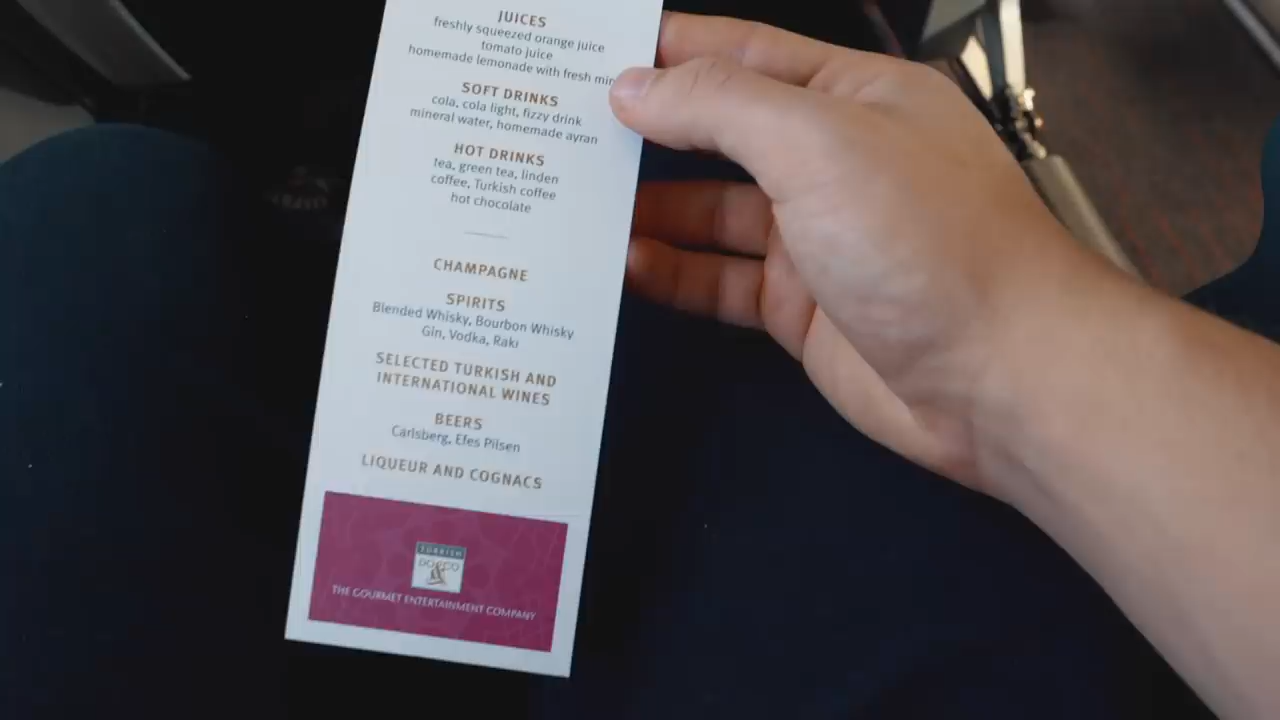 JUICES
freshly squeezed orange juice
tomato juice
homemade lemonade with fresh
SOFT DRINKS
cola, cola light, fizzy drink
mineral water, homemade ayran
HOT DRINKS
tea, green tea, linden
coffee, Turkish coffee
hot chocolate
CHAMPAGNE
SPIRITS
Blended Whisky, Bourbon Whisky
Gin, Vodka, Rakı
SELECTED TURKISH AND
INTERNATIONAL WINES
BEERS
Carlsberg, Efes Pilsen
LIQUEUR AND COGNACS
TURKISH
DO&CO
THE GOURMET ENTERTAINMENT COMPANY